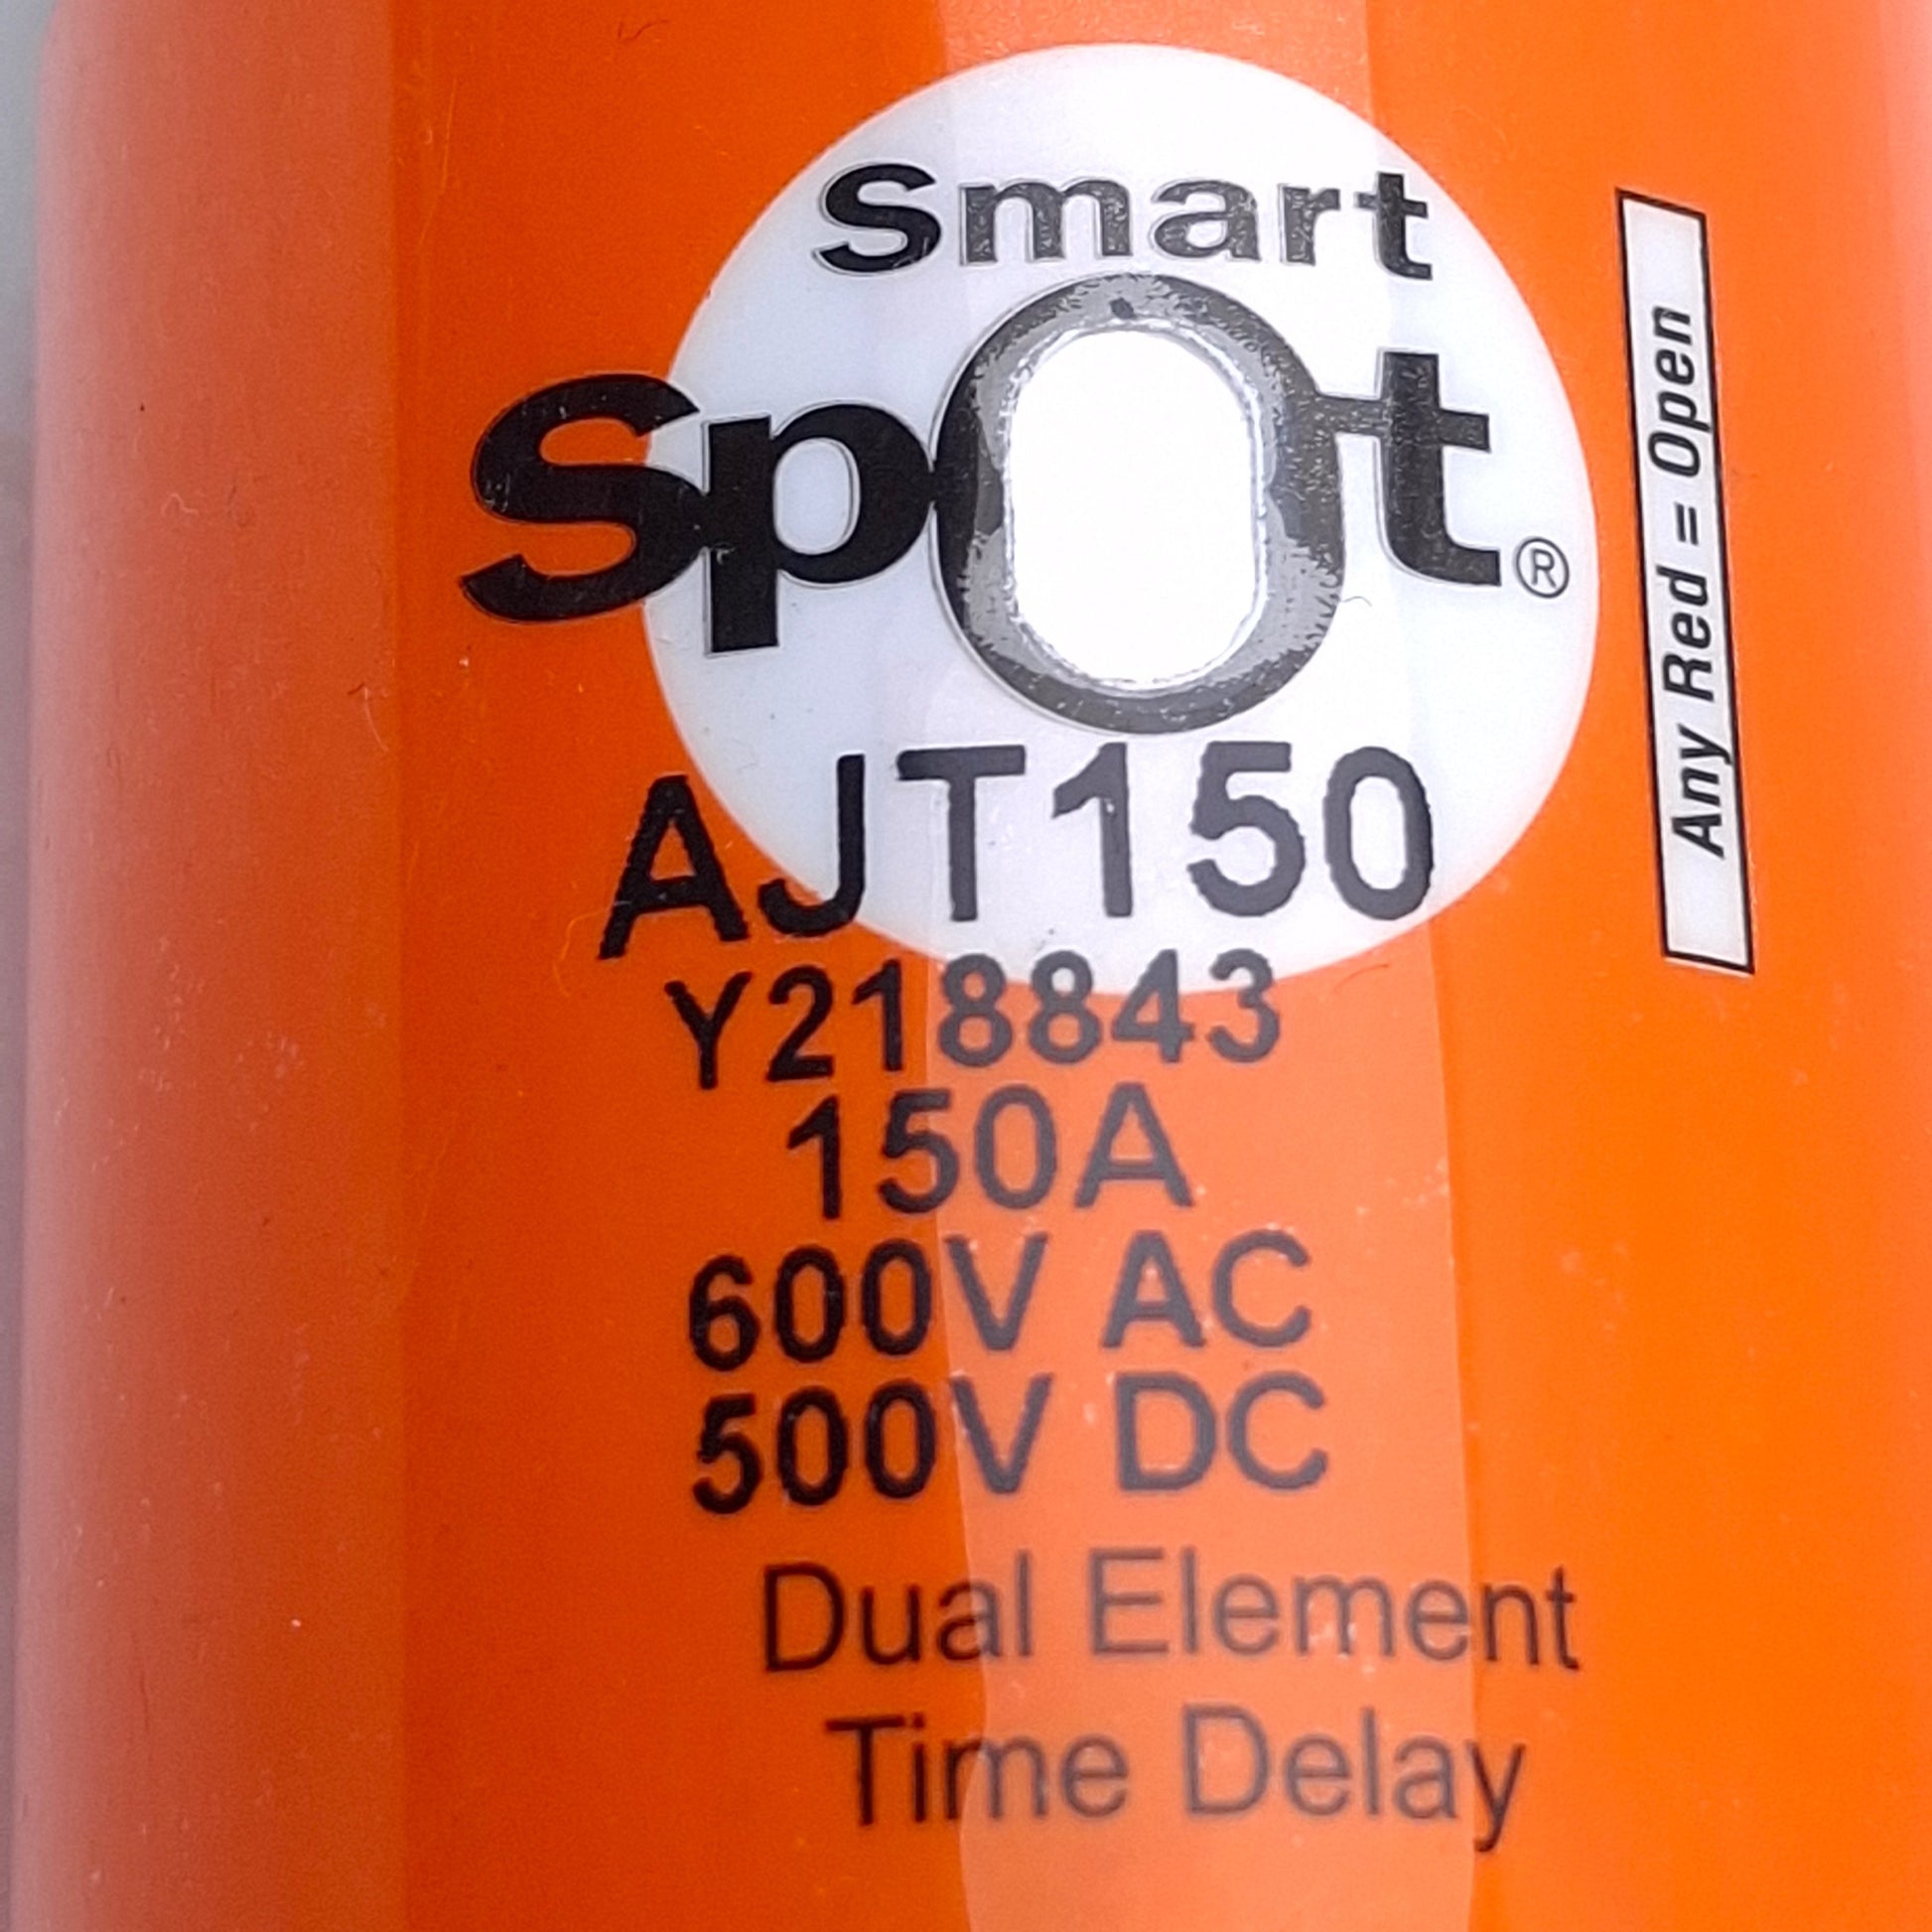 Smart
Spot®
AJT150
Y218843
150A
600V AC
500V DC
Dual Element
Time Delay
Any Red = Open